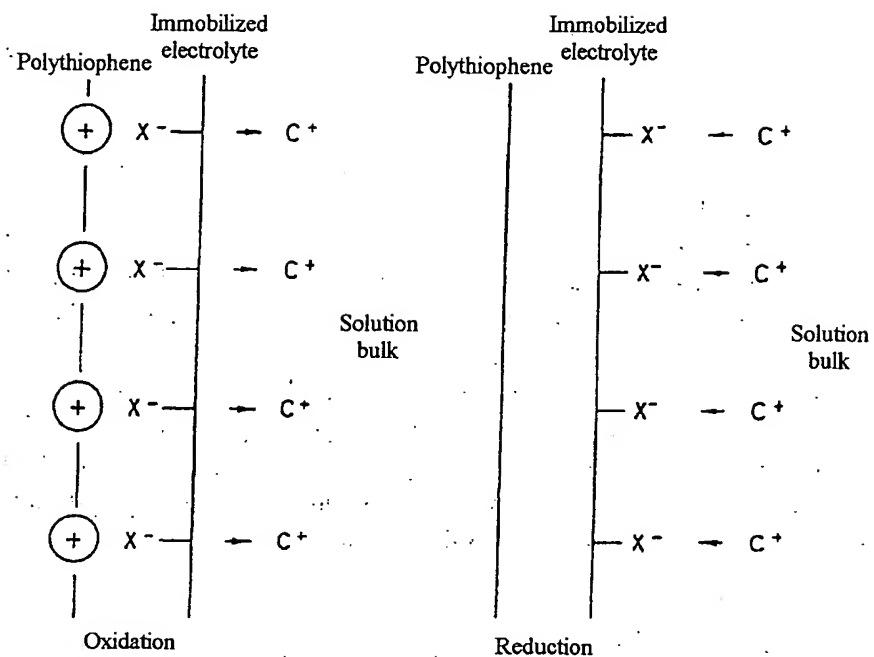 Immobilized
electrolyte
Polythiophene
+ X⁻ → C⁺
+ X⁻ → C⁺
Solution
bulk
+ X⁻ → C⁺
+ X⁻ → C⁺
Oxidation
Immobilized
electrolyte
Polythiophene
X⁻ ← C⁺
X⁻ ← C⁺
Solution
bulk
X⁻ ← C⁺
X⁻ ← C⁺
Reduction